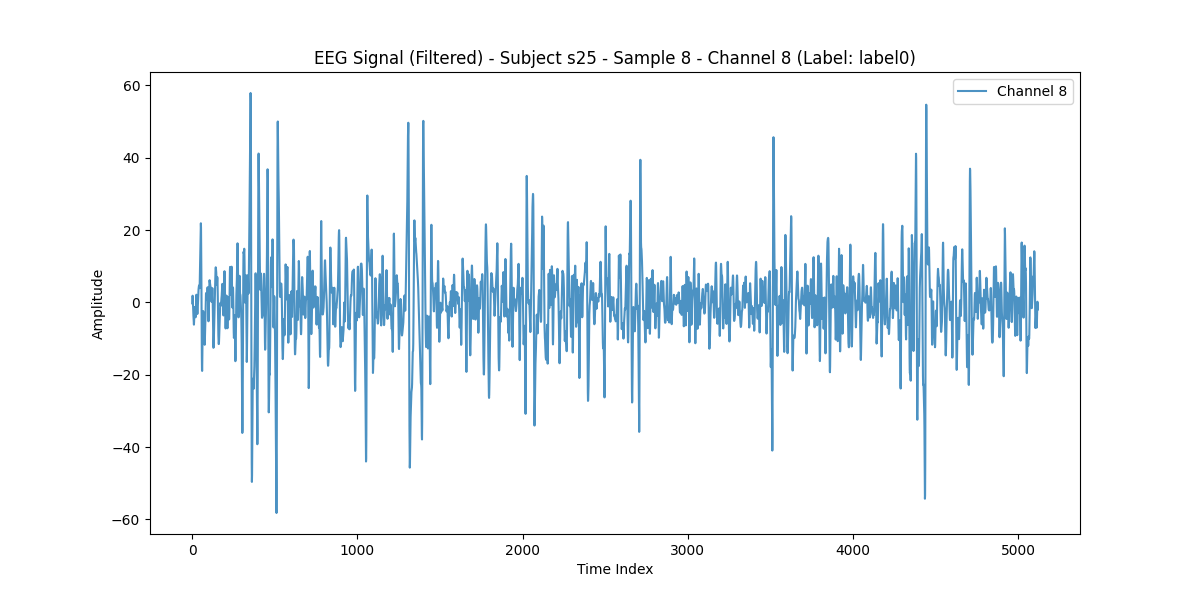 EEG Signal (Filtered) - Subject s25 - Sample 8 - Channel 8 (Label: label0)
Channel 8
60
40
20
0
−20
−40
−60
Amplitude
0 1000 2000 3000 4000 5000
Time Index